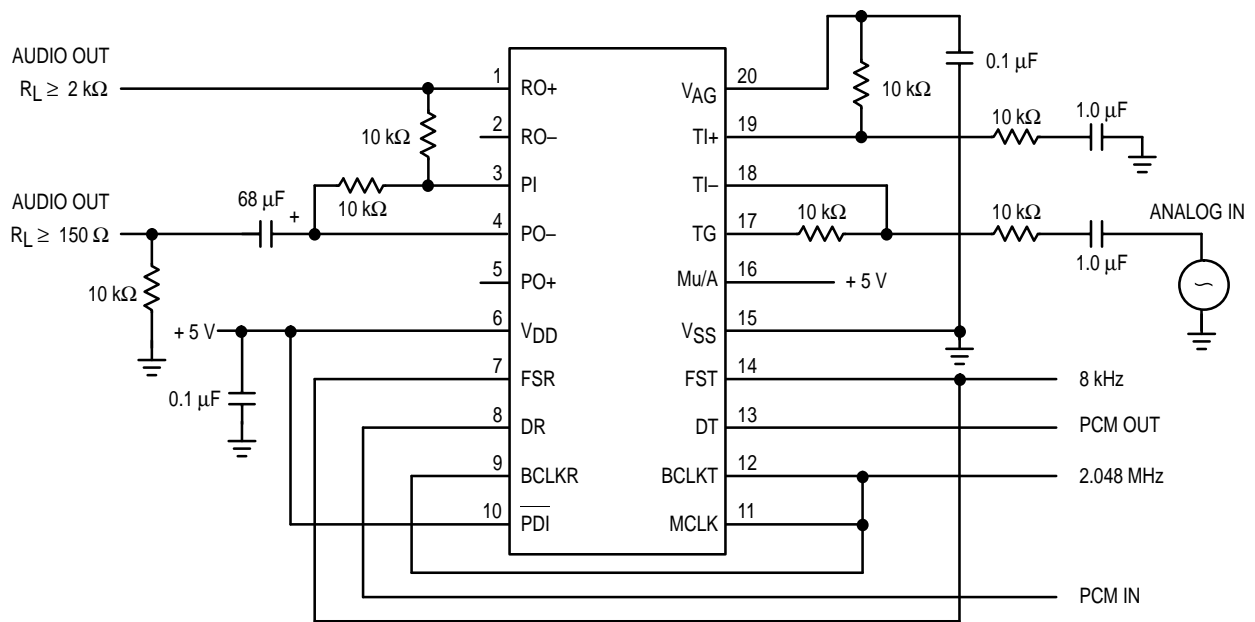 AUDIO OUT
R_L ≥ 2 kΩ
10 kΩ
10 kΩ
AUDIO OUT
R_L ≥ 150 Ω
68 µF
+
10 kΩ
+ 5 V
0.1 µF
1 RO+
2 RO–
3 PI
4 PO–
5 PO+
6 V_DD
7 FSR
8 DR
9 BCLKR
10 PDI
V_AG 20
TI+ 19
TI– 18
TG 17
Mu/A 16
V_SS 15
FST 14
DT 13
BCLKT 12
MCLK 11
0.1 µF
10 kΩ
10 kΩ
1.0 µF
10 kΩ
10 kΩ
1.0 µF
ANALOG IN
~
+ 5 V
8 kHz
PCM OUT
2.048 MHz
PCM IN